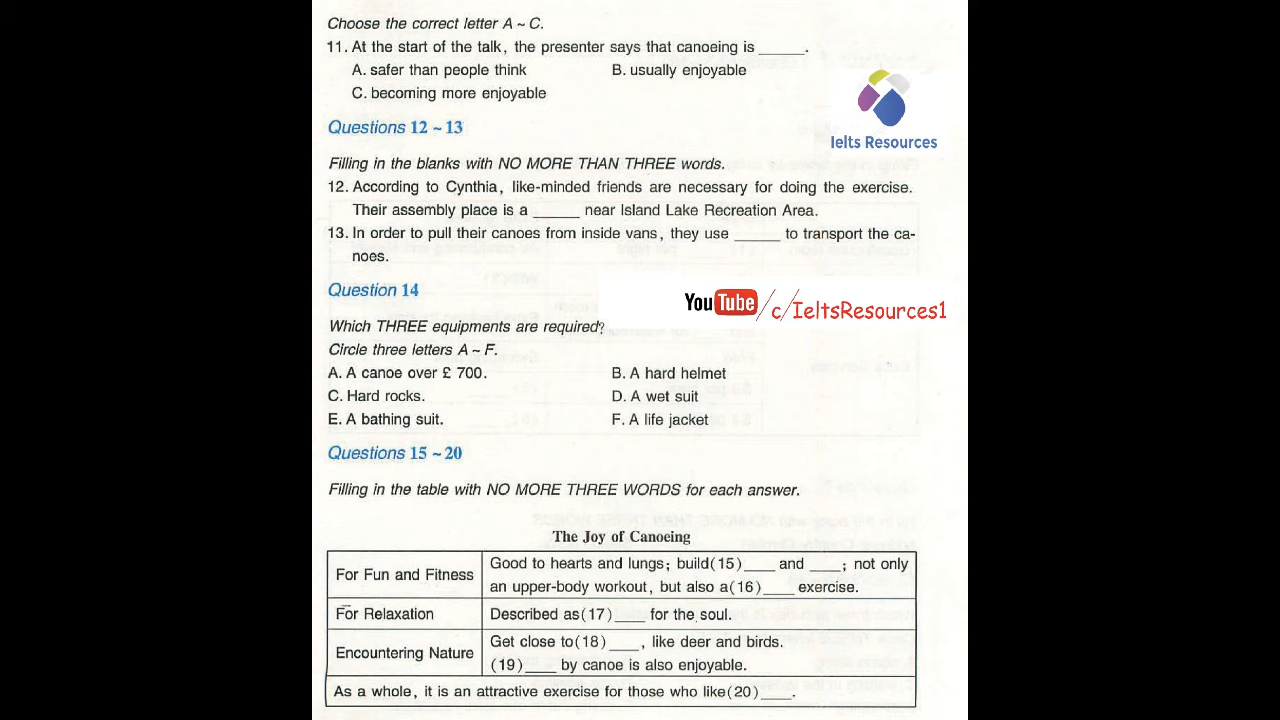 Choose the correct letter A ~ C.
11. At the start of the talk, the presenter says that canoeing is ______.
A. safer than people think B. usually enjoyable
C. becoming more enjoyable
Ielts Resources
Questions 12 ~ 13
Filling in the blanks with NO MORE THAN THREE words.
12. According to Cynthia, like-minded friends are necessary for doing the exercise.
Their assembly place is a ______ near Island Lake Recreation Area.
13. In order to pull their canoes from inside vans, they use ______ to transport the ca-
noes.
Question 14
YouTube/c/IeltsResources1
Which THREE equipments are required?
Circle three letters A ~ F.
A. A canoe over £ 700. B. A hard helmet
C. Hard rocks. D. A wet suit
E. A bathing suit. F. A life jacket
Questions 15 ~ 20
Filling in the table with NO MORE THREE WORDS for each answer.
The Joy of Canoeing
For Fun and Fitness
Good to hearts and lungs; build(15)____ and ____; not only
an upper-body workout, but also a(16)____ exercise.
For Relaxation
Described as(17)____ for the soul.
Encountering Nature
Get close to(18)____, like deer and birds.
(19)____ by canoe is also enjoyable.
As a whole, it is an attractive exercise for those who like(20)____.